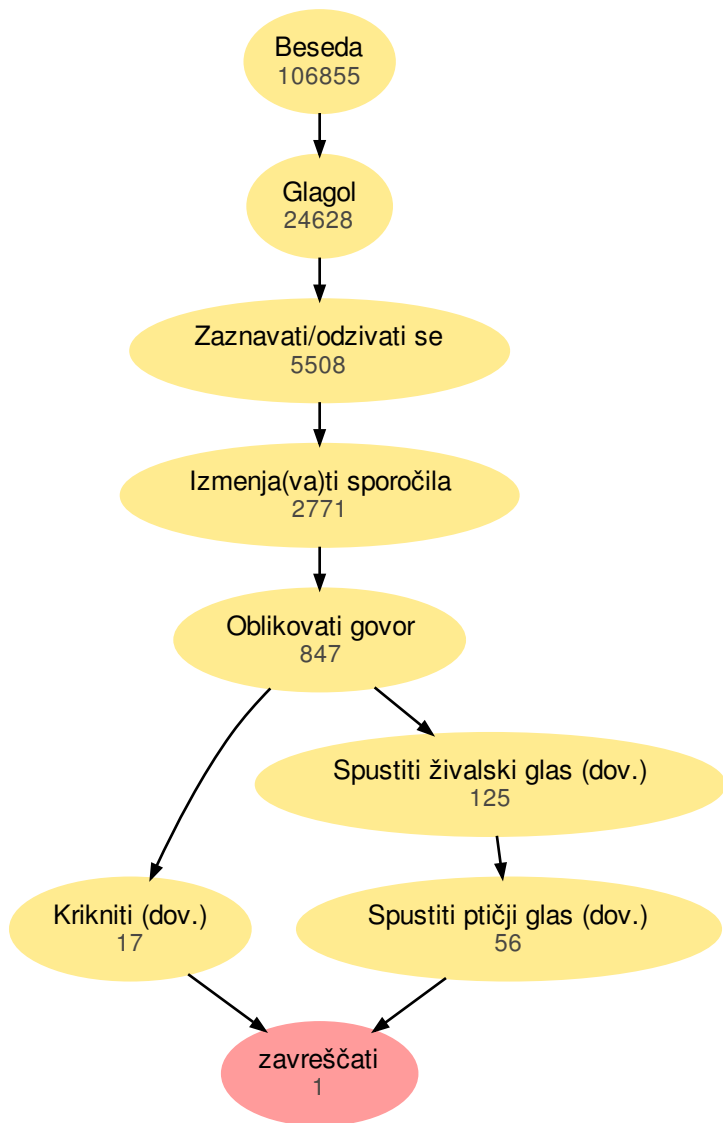 Beseda
106855
Glagol
24628
Zaznavati/odzivati se
5508
Izmenja(va)ti sporočila
2771
Oblikovati govor
847
Spustiti živalski glas (dov.)
125
Krikniti (dov.)
17
Spustiti ptičji glas (dov.)
56
zavreščati
1